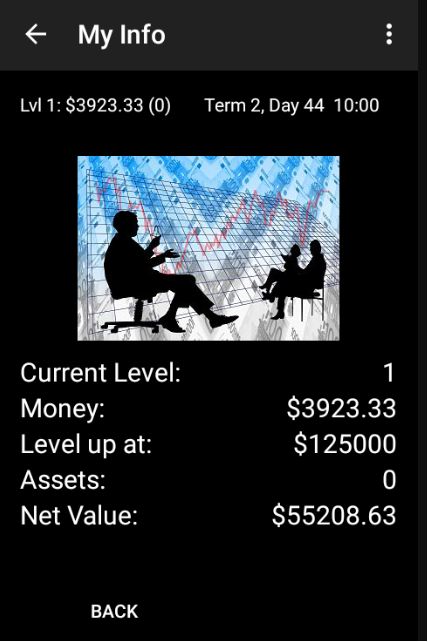 My Info
Lvl 1: $3923.33 (0) Term 2, Day 44 10:00
Current Level: 1
Money: $3923.33
Level up at: $125000
Assets: 0
Net Value: $55208.63
BACK